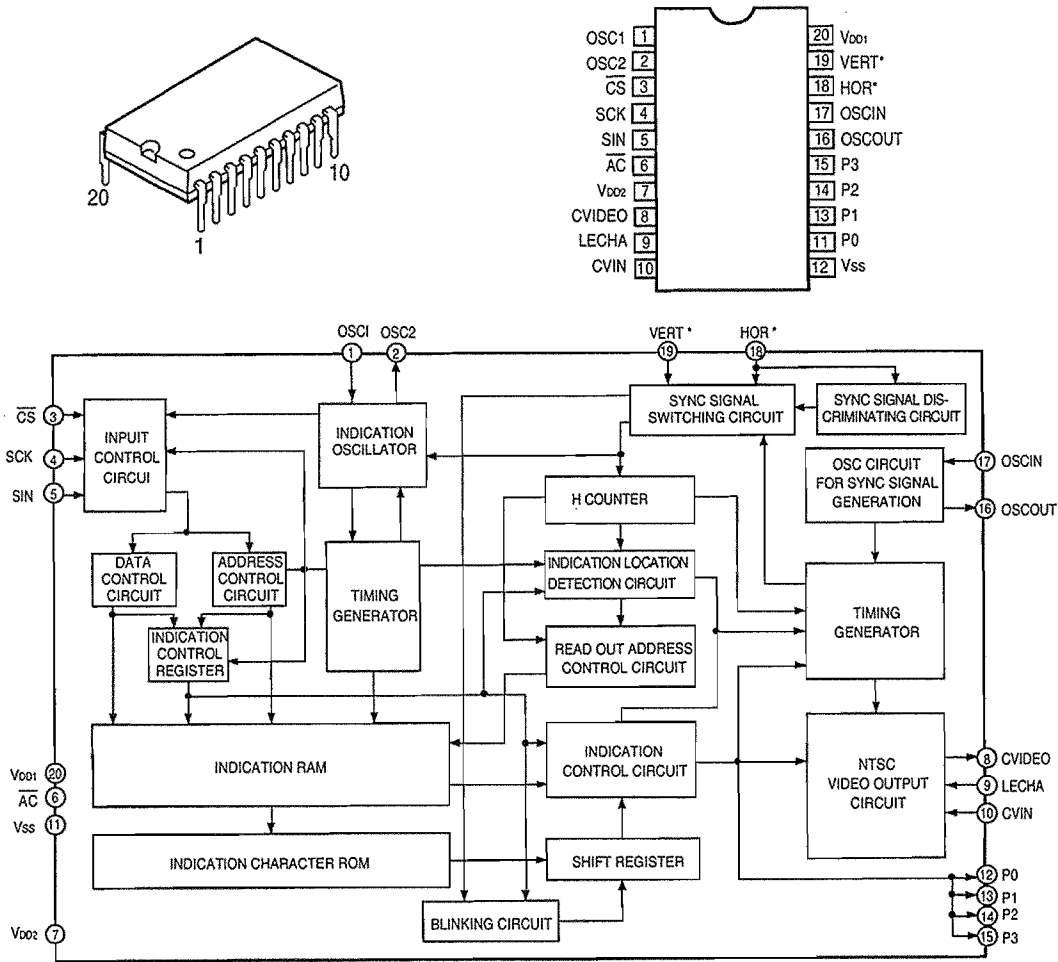 20
10
1
OSC1 1
OSC2 2
CS 3
SCK 4
SIN 5
AC 6
VDD2 7
CVIDEO 8
LECHA 9
CVIN 10
20 VDD1
19 VERT*
18 HOR*
17 OSCIN
16 OSCOUT
15 P3
14 P2
13 P1
11 P0
12 VSS
OSCI OSC2 VERT * HOR *
1 2 19 18
CS 3
SCK 4
SIN 5
INPUIT
CONTROL
CIRCUI
INDICATION
OSCILLATOR
SYNC SIGNAL
SWITCHING CIRCUIT
SYNC SIGNAL DIS-
CRIMINATING CIRCUIT
OSC CIRCUIT
FOR SYNC SIGNAL
GENERATION
17 OSCIN
16 OSCOUT
H COUNTER
DATA
CONTROL
CIRCUIT
ADDRESS
CONTROL
CIRCUIT
TIMING
GENERATOR
INDICATION LOCATION
DETECTION CIRCUIT
TIMING
GENERATOR
INDICATION
CONTROL
REGISTER
READ OUT ADDRESS
CONTROL CIRCUIT
INDICATION RAM
INDICATION
CONTROL CIRCUIT
NTSC
VIDEO OUTPUT
CIRCUIT
8 CVIDEO
9 LECHA
10 CVIN
VDD1 20
AC 6
VSS 11
INDICATION CHARACTER ROM
SHIFT REGISTER
BLINKING CIRCUIT
VDD2 7
12 P0
13 P1
14 P2
15 P3